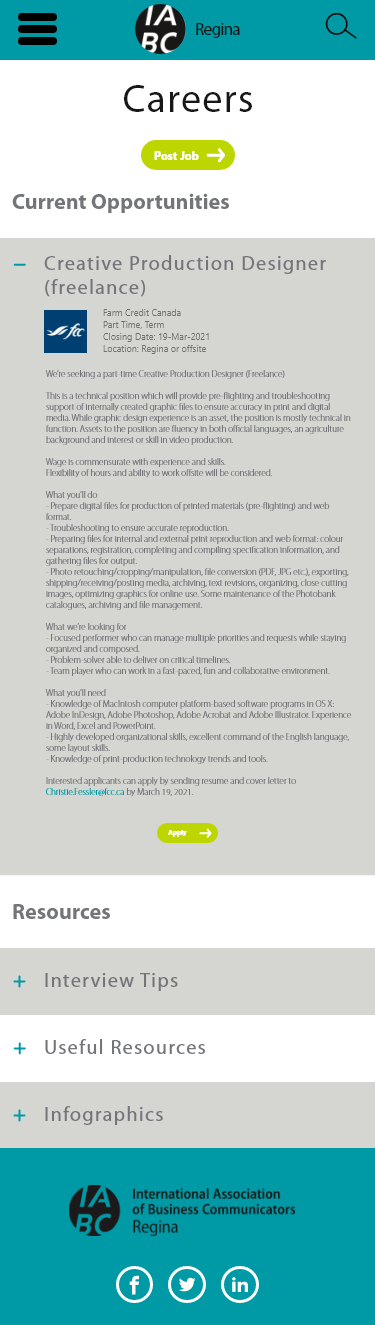 IA
BC
Regina
Careers
Post Job
Current Opportunities
Creative Production Designer
(freelance)
fcc
Farm Credit Canada
Part Time, Term
Closing Date: 19-Mar-2021
Location: Regina or offsite
We're seeking a part-time Creative Production Designer (Freelance)
This is a technical position which will provide pre-flighting and troubleshooting
support of internally created graphic files to ensure accuracy in print and digital
media. While graphic design experience is an asset, the position is mostly technical in
function. Assets to the position are fluency in both official languages, an agriculture
background and interest or skill in video production.
Wage is commensurate with experience and skills.
Flexibility of hours and ability to work offsite will be considered.
What you'll do
- Prepare digital files for production of printed materials (pre-flighting) and web
format.
- Troubleshooting to ensure accurate reproduction.
- Preparing files for internal and external print reproduction and web format: colour
separations, registration, completing and compiling specification information, and
gathering files for output.
- Photo retouching/cropping/manipulation, file conversion (PDF, JPG etc.), exporting,
shipping/receiving/posting media, archiving, text revisions, organizing, close cutting
images, optimizing graphics for online use. Some maintenance of the Photobank
catalogues, archiving and file management.
What we're looking for
- Focused performer who can manage multiple priorities and requests while staying
organized and composed.
- Problem-solver able to deliver on critical timelines.
- Team player who can work in a fast-paced, fun and collaborative environment.
What you'll need
- Knowledge of MacIntosh computer platform-based software programs in OS X:
Adobe InDesign, Adobe Photoshop, Adobe Acrobat and Adobe Illustrator. Experience
in Word, Excel and PowerPoint.
- Highly developed organizational skills, excellent command of the English language,
some layout skills.
- Knowledge of print-production technology trends and tools.
Interested applicants can apply by sending resume and cover letter to
Christie.Fessler@fcc.ca by March 19, 2021.
Apply
Resources
Interview Tips
Useful Resources
Infographics
IA
BC
International Association
of Business Communicators
Regina